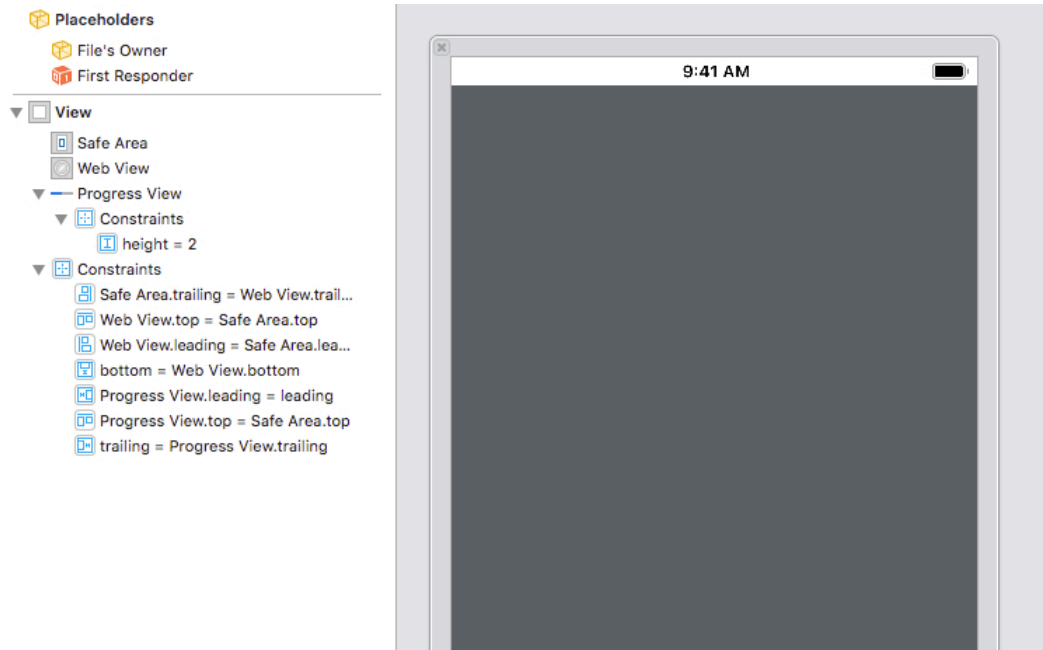 Placeholders
File's Owner
First Responder
View
Safe Area
Web View
Progress View
Constraints
height = 2
Constraints
Safe Area.trailing = Web View.trail...
Web View.top = Safe Area.top
Web View.leading = Safe Area.lea...
bottom = Web View.bottom
Progress View.leading = leading
Progress View.top = Safe Area.top
trailing = Progress View.trailing
9:41 AM